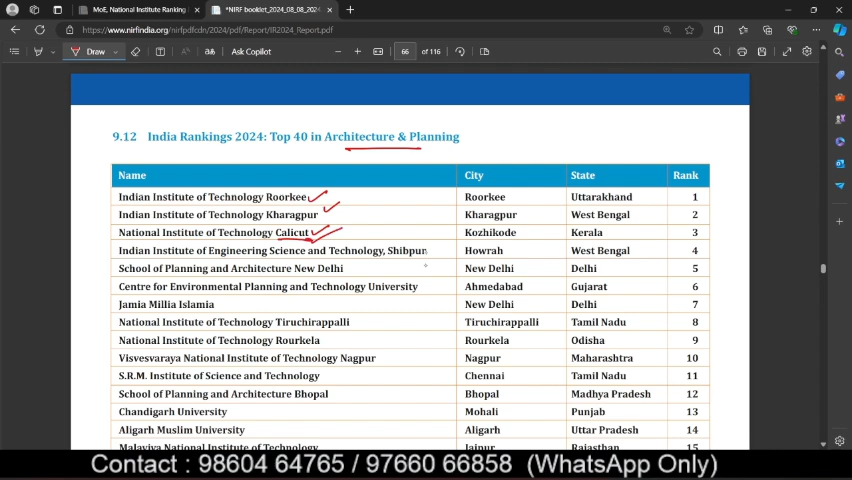 MoE, National Institute Ranking
*NIRF booklet_2024_08_08_2024
https://www.nirfindia.org/nirfpdfcdn/2024/pdf/Report/IR2024_Report.pdf
Draw
Ask Copilot
66 of 116
9.12 India Rankings 2024: Top 40 in Architecture & Planning
Name City State Rank
Indian Institute of Technology Roorkee Roorkee Uttarakhand 1
Indian Institute of Technology Kharagpur Kharagpur West Bengal 2
National Institute of Technology Calicut Kozhikode Kerala 3
Indian Institute of Engineering Science and Technology, Shibpur Howrah West Bengal 4
School of Planning and Architecture New Delhi New Delhi Delhi 5
Centre for Environmental Planning and Technology University Ahmedabad Gujarat 6
Jamia Millia Islamia New Delhi Delhi 7
National Institute of Technology Tiruchirappalli Tiruchirappalli Tamil Nadu 8
National Institute of Technology Rourkela Rourkela Odisha 9
Visvesvaraya National Institute of Technology Nagpur Nagpur Maharashtra 10
S.R.M. Institute of Science and Technology Chennai Tamil Nadu 11
School of Planning and Architecture Bhopal Bhopal Madhya Pradesh 12
Chandigarh University Mohali Punjab 13
Aligarh Muslim University Aligarh Uttar Pradesh 14
Malaviya National Institute of Technology Jaipur Rajasthan 15
Contact : 98604 64765 / 97660 66858 (WhatsApp Only)